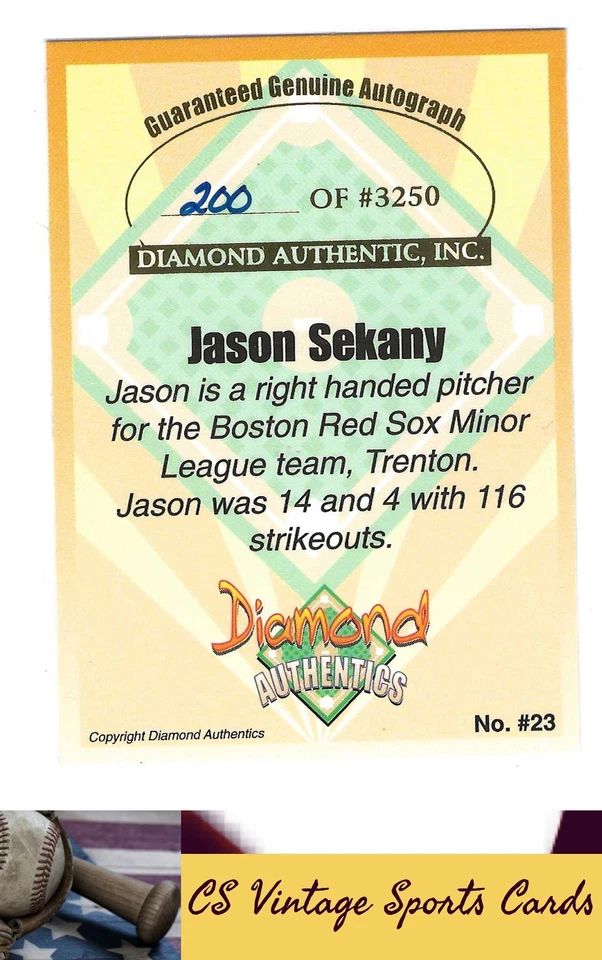 Guaranteed Genuine Autograph
200 OF #3250
DIAMOND AUTHENTIC, INC.
Jason Sekany
Jason is a right handed pitcher
for the Boston Red Sox Minor
League team, Trenton.
Jason was 14 and 4 with 116
strikeouts.
Diamond
AUTHENTICS
No. #23
Copyright Diamond Authentics
CS Vintage Sports Cards